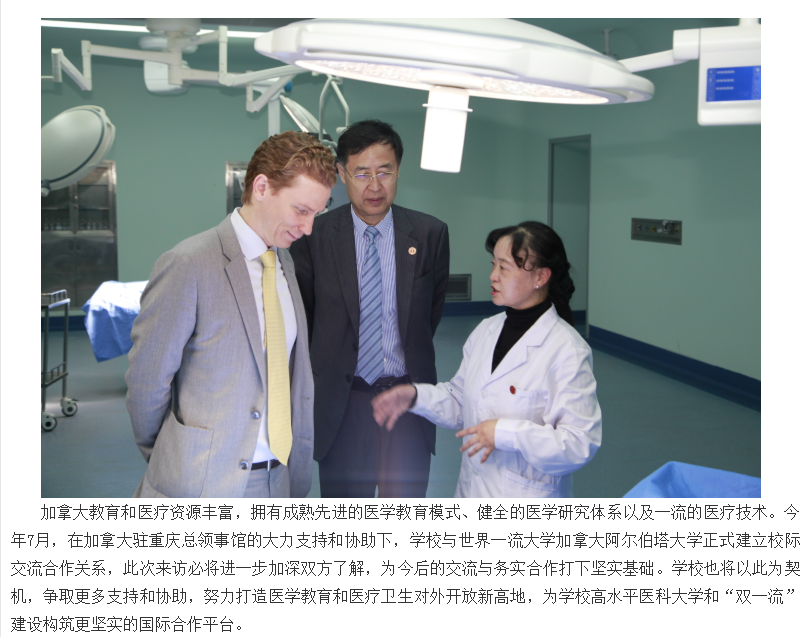 加拿大教育和医疗资源丰富，拥有成熟先进的医学教育模式、健全的医学研究体系以及一流的医疗技术。今
年7月，在加拿大驻重庆总领事馆的大力支持和协助下，学校与世界一流大学加拿大阿尔伯塔大学正式建立校际
交流合作关系，此次来访必将进一步加深双方了解，为今后的交流与务实合作打下坚实基础。学校也将以此为契
机，争取更多支持和协助，努力打造医学教育和医疗卫生对外开放新高地，为学校高水平医科大学和“双一流”
建设构筑更坚实的国际合作平台。